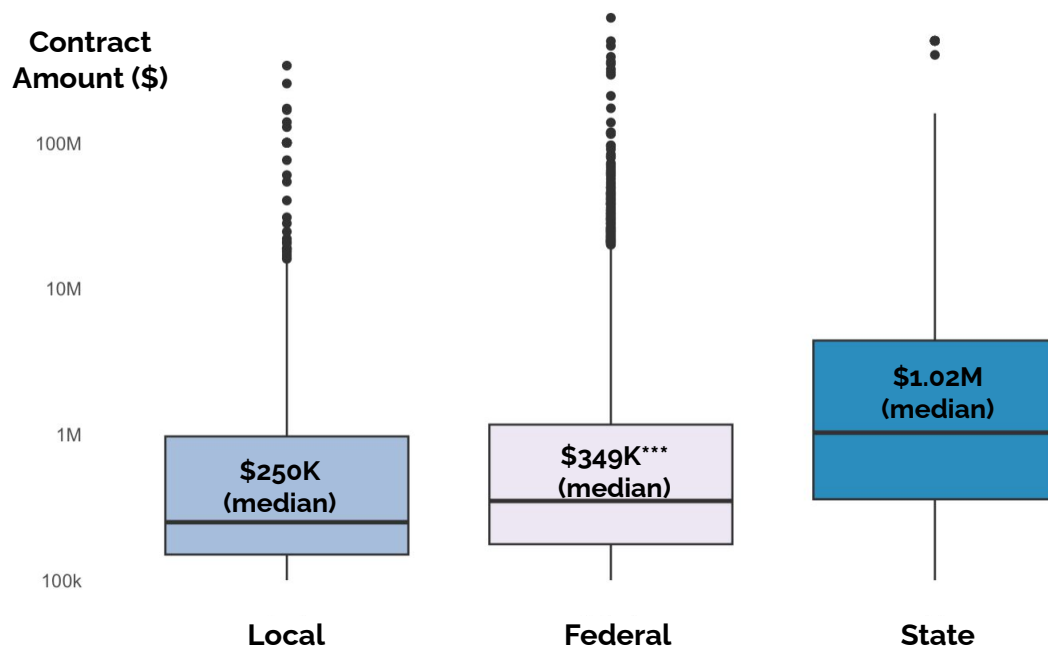 Contract
Amount ($)
100M
10M
1M
100k
$250K
(median)
$349K***
(median)
$1.02M
(median)
Local
Federal
State